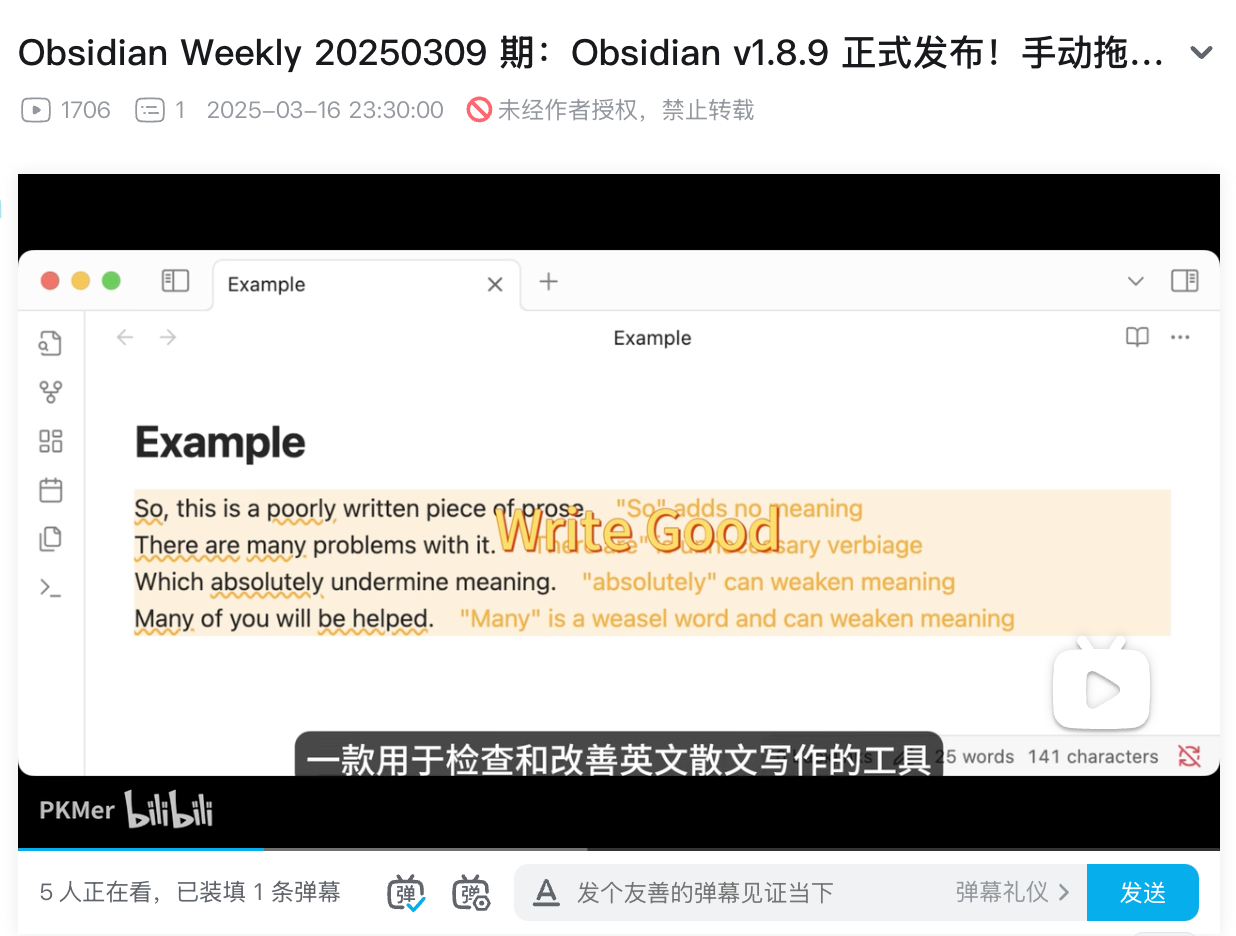 Obsidian Weekly 20250309 期：Obsidian v1.8.9 正式发布！手动拖...
1706 1 2025-03-16 23:30:00 未经作者授权，禁止转载
Example
Example
Example
So, this is a poorly written piece of prose. "So" adds no meaning
Write Good
There are many problems with it. "There are" is unnecessary verbiage
Which absolutely undermine meaning. "absolutely" can weaken meaning
Many of you will be helped. "Many" is a weasel word and can weaken meaning
一款用于检查和改善英文散文写作的工具
25 words 141 characters
PKMer bilibili
5 人正在看，已装填 1 条弹幕 弹 弹 A 发个友善的弹幕见证当下 弹幕礼仪 发送